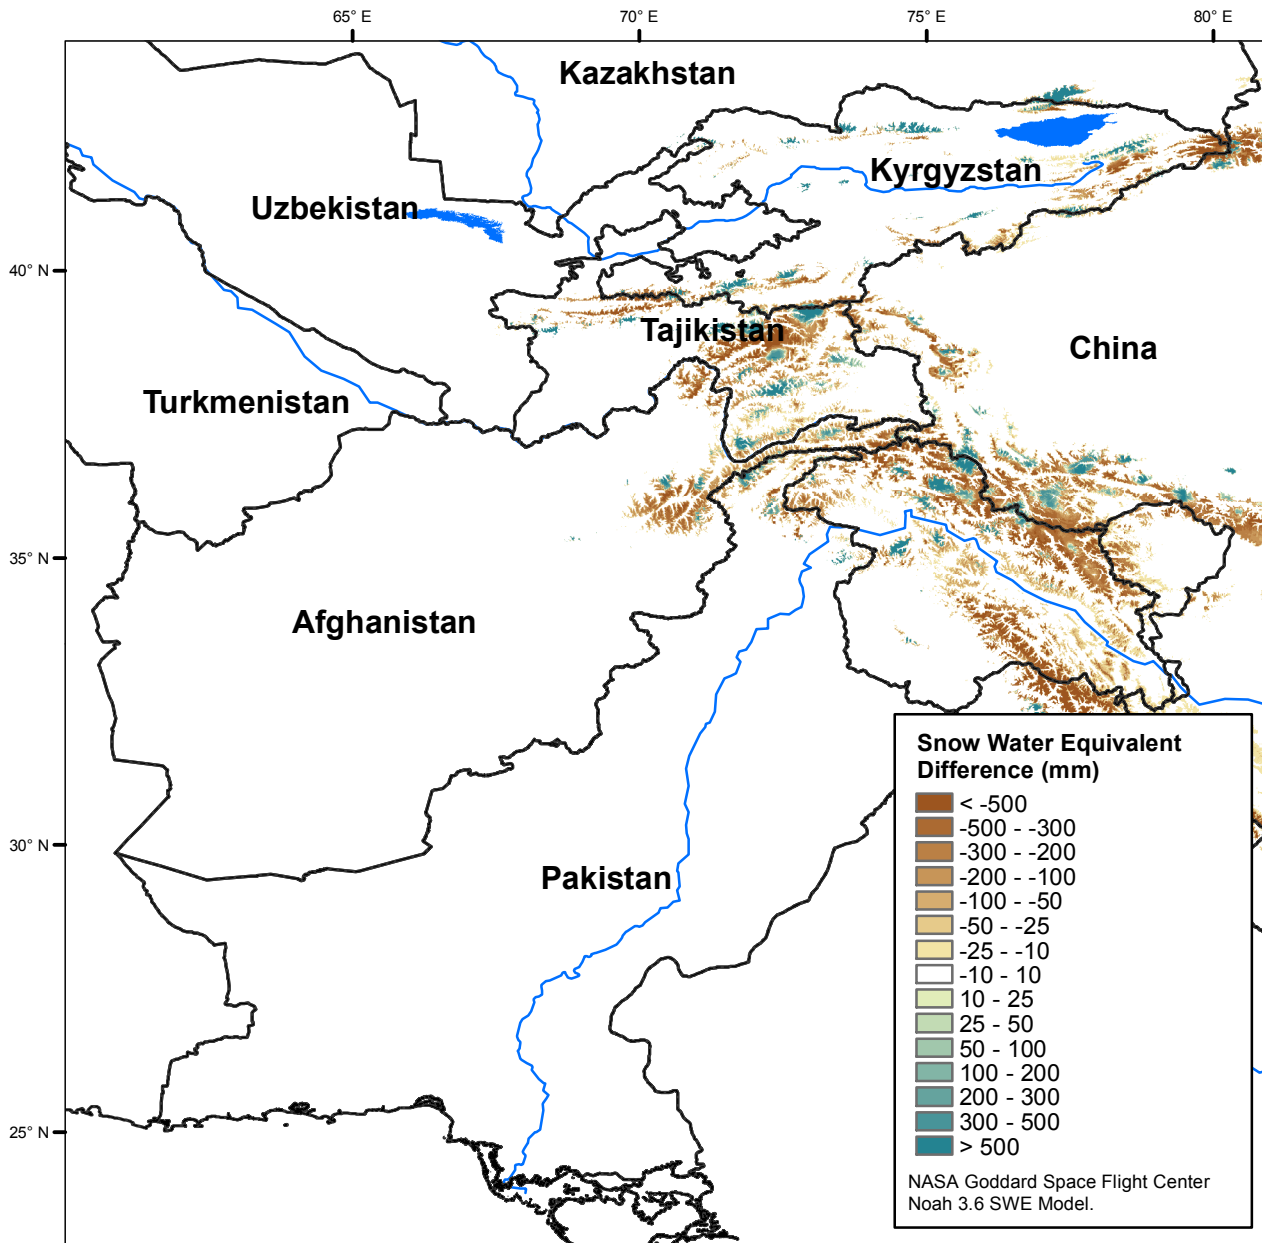 65° E
70° E
75° E
80° E
Kazakhstan
Kyrgyzstan
Uzbekistan
40° N
Tajikistan
China
Turkmenistan
35° N
Afghanistan
30° N
Pakistan
25° N
Snow Water Equivalent
Difference (mm)
< -500
-500 - -300
-300 - -200
-200 - -100
-100 - -50
-50 - -25
-25 - -10
-10 - 10
10 - 25
25 - 50
50 - 100
100 - 200
200 - 300
300 - 500
> 500
NASA Goddard Space Flight Center
Noah 3.6 SWE Model.